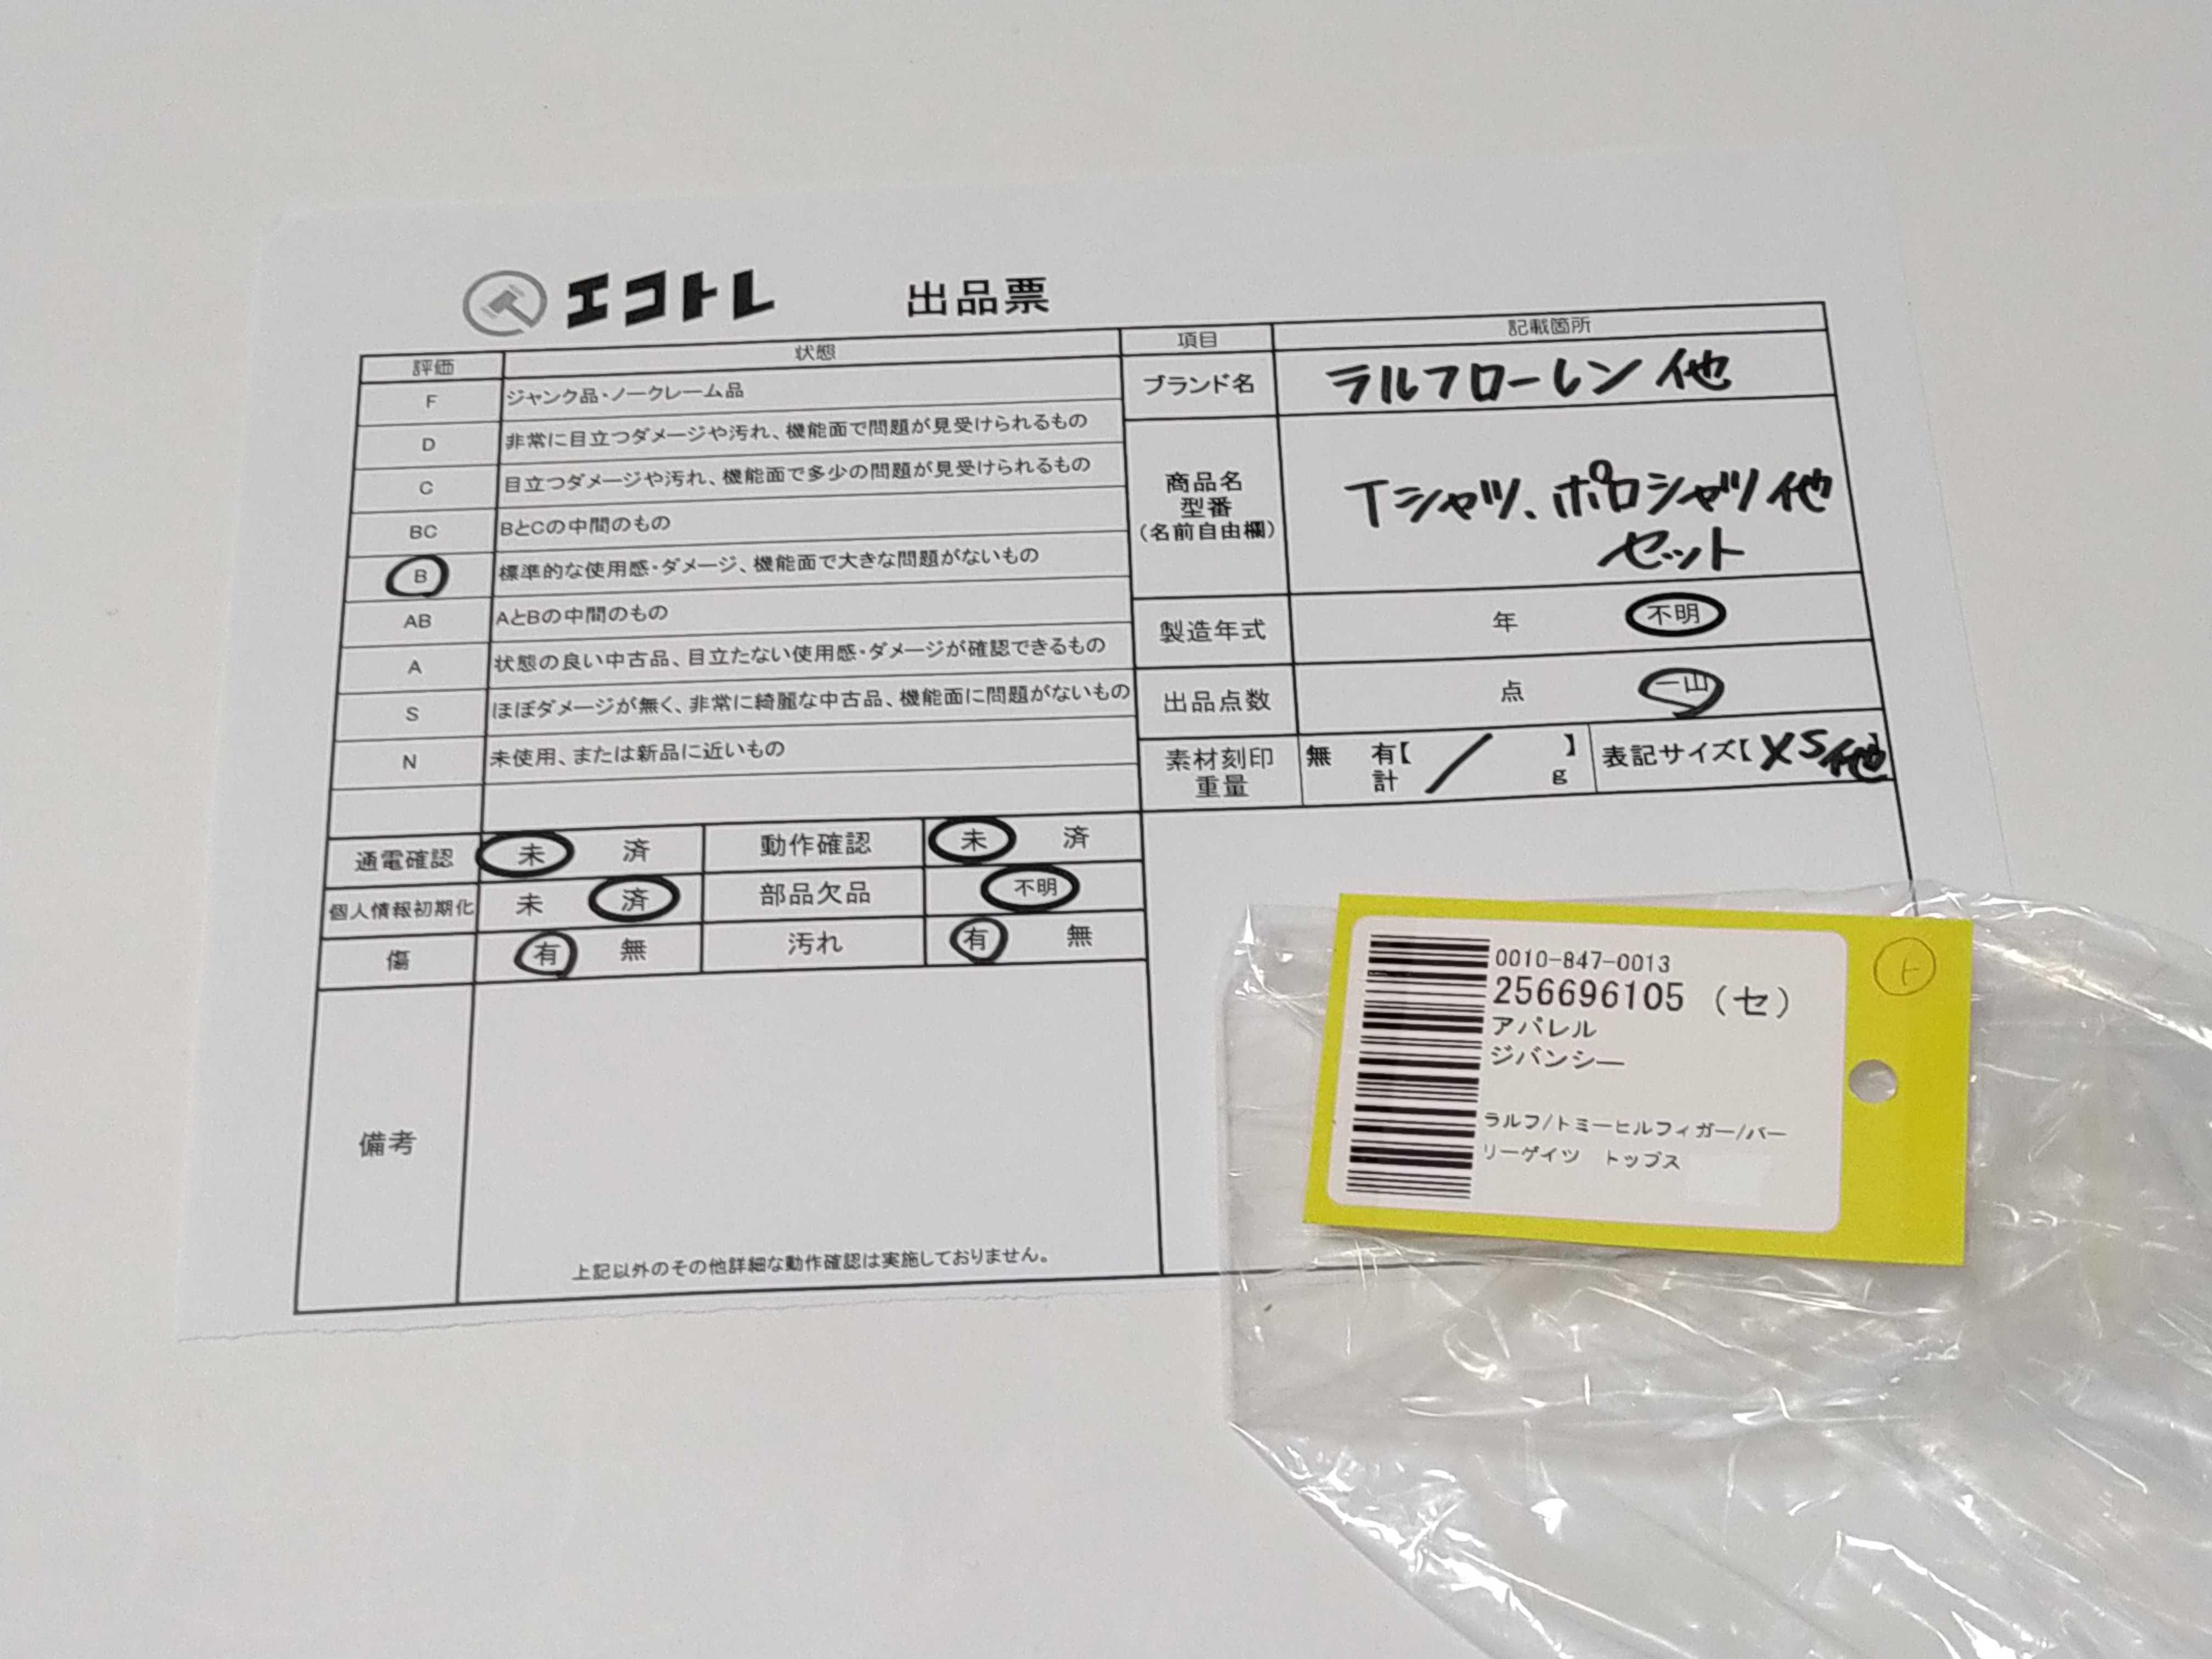 エコトレ 出品票
評価 状態
F ジャンク品・ノークレーム品
D 非常に目立つダメージや汚れ、機能面で問題が見受けられるもの
C 目立つダメージや汚れ、機能面で多少の問題が見受けられるもの
BC BとCの中間のもの
B 標準的な使用感・ダメージ、機能面で大きな問題がないもの
AB AとBの中間のもの
A 状態の良い中古品、目立たない使用感・ダメージが確認できるもの
S ほぼダメージが無く、非常に綺麗な中古品、機能面に問題がないもの
N 未使用、または新品に近いもの
項目 記載箇所
ブランド名 ラルフローレン 他
商品名
型番
(名前自由欄)
Tシャツ、ポロシャツ他
セット
製造年式 年 不明
出品点数 点 一山
素材刻印 無 有【 / 】 表記サイズ【XS他】
重量 計 g
通電確認 未 済 動作確認 未 済
個人情報初期化 未 済 部品欠品 不明
傷 有 無 汚れ 有 無
備考
上記以外のその他詳細な動作確認は実施しておりません。
0010-847-0013
256696105 (セ)
アパレル
ジバンシー
ラルフ/トミーヒルフィガー/パー
リーゲイツ トップス
ト